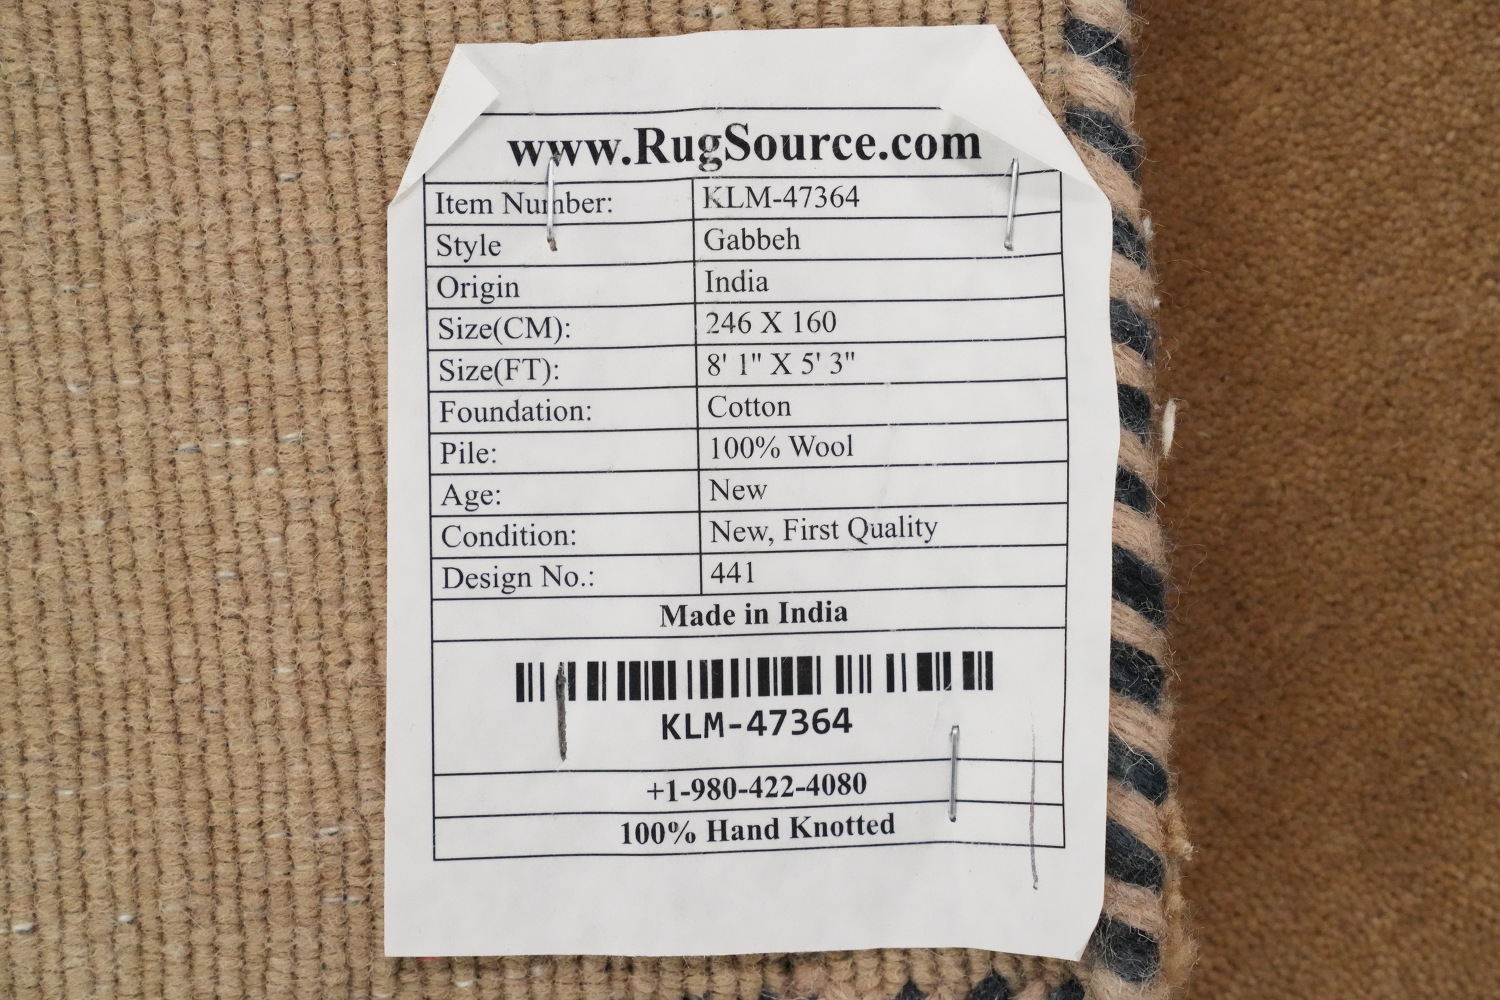 www.RugSource.com
Item Number: KLM-47364
Style Gabbeh
Origin India
Size(CM): 246 X 160
Size(FT): 8' 1" X 5' 3"
Foundation: Cotton
Pile: 100% Wool
Age: New
Condition: New, First Quality
Design No.: 441
Made in India
KLM-47364
+1-980-422-4080
100% Hand Knotted